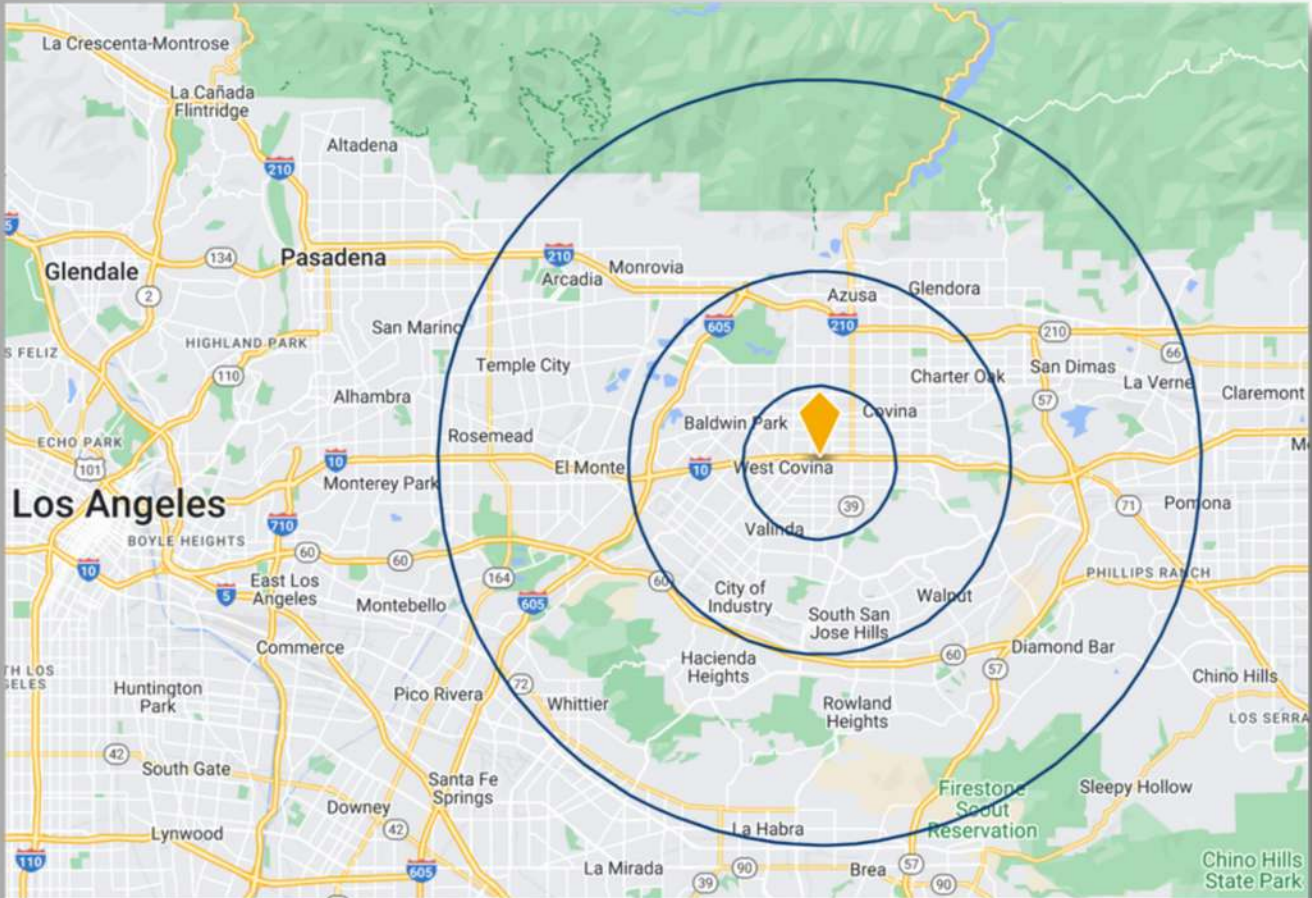 La Crescenta-Montrose
La Cañada
Flintridge
Altadena
210
5
134
Pasadena
Glendale
2
210
Arcadia
Monrovia
Azusa
Glendora
San Marino
605
210
210
S FELIZ
HIGHLAND PARK
66
110
Temple City
Charter Oak
San Dimas
La Verne
Claremont
Alhambra
57
Baldwin Park
Covina
ECHO PARK
Rosemead
101
10
El Monte
10
West Covina
Monterey Park
Los Angeles
710
39
71
Pomona
Valinda
BOYLE HEIGHTS
60
60
10
East Los
Angeles
5
164
60
PHILLIPS RANCH
City of
Industry
Walnut
Montebello
605
South San
Jose Hills
Commerce
Diamond Bar
60
57
Hacienda
Heights
TH LOS
GELES
Huntington
Park
Pico Rivera
72
Whittier
Chino Hills
Rowland
Heights
LOS SERRA
42
South Gate
Santa Fe
Springs
Firestone
Scout
Reservation
Sleepy Hollow
Downey
42
Lynwood
La Habra
110
605
La Mirada
90
Brea
57
39
90
Chino Hills
State Park